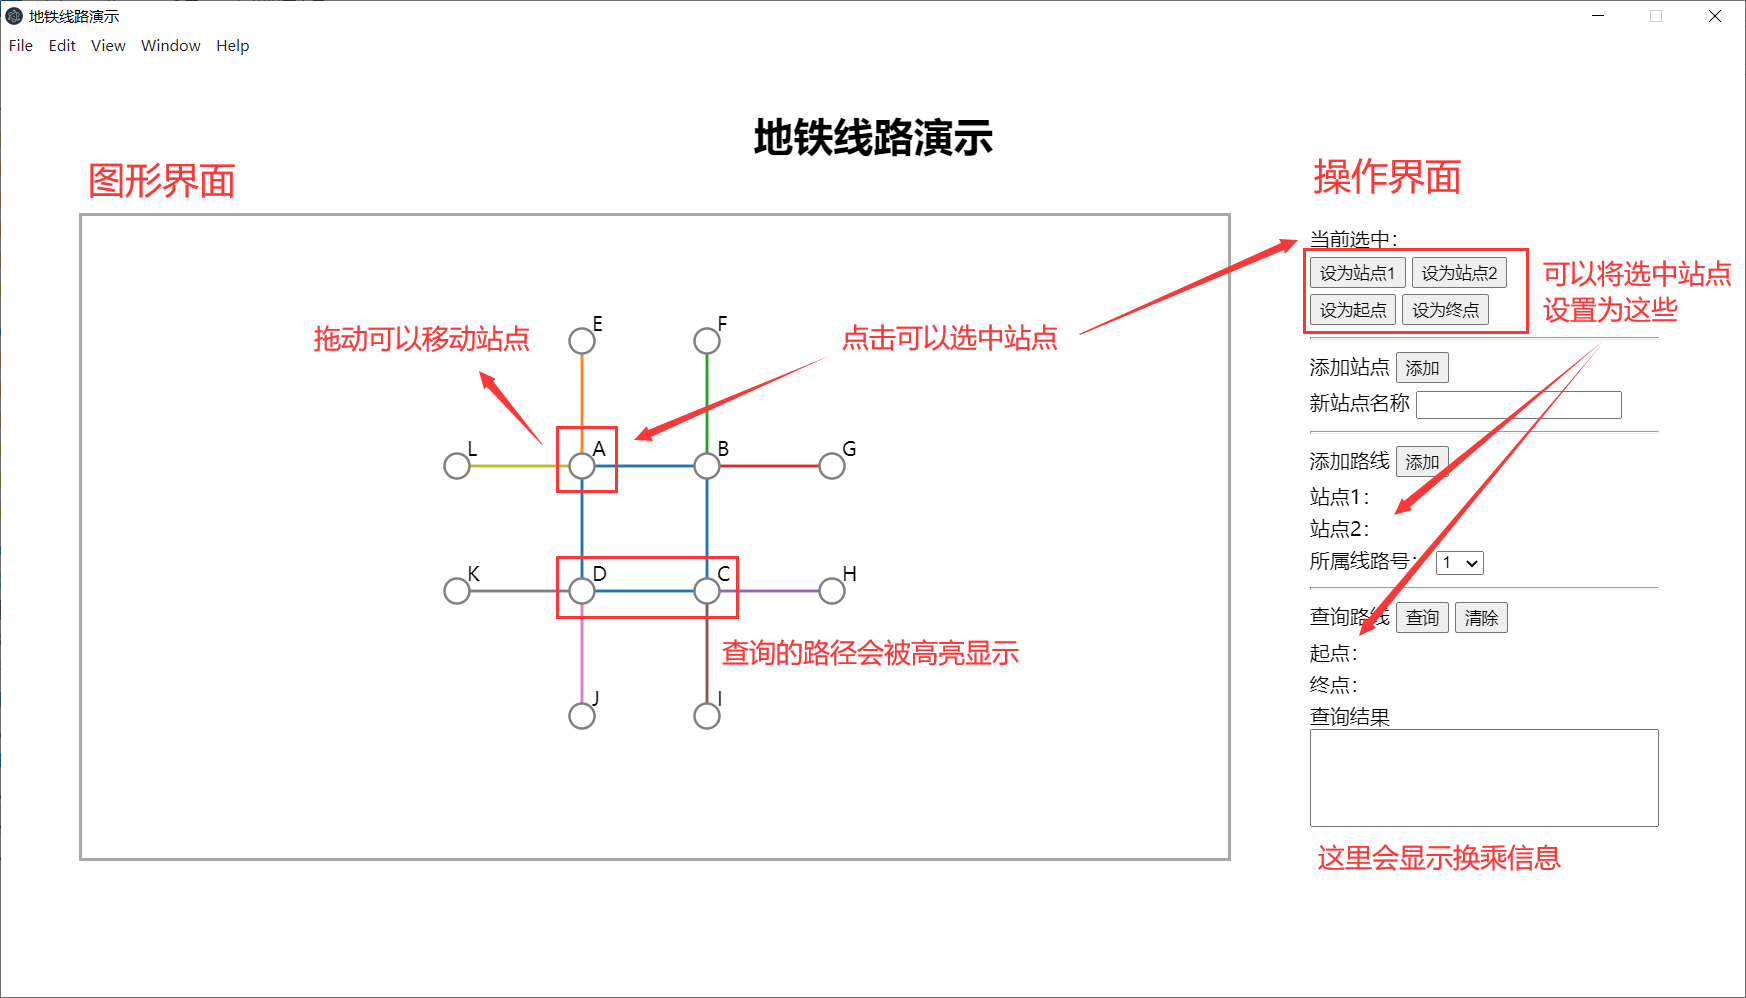 地铁线路演示
File Edit View Window Help
地铁线路演示
图形界面
操作界面
当前选中：
设为站点1 设为站点2
设为起点 设为终点
可以将选中站点
设置为这些
拖动可以移动站点
点击可以选中站点
E
F
L
A
B
G
K
D
C
H
J
I
查询的路径会被高亮显示
添加站点 添加
新站点名称
添加路线 添加
站点1：
站点2：
所属线路号： 1
查询路线 查询 清除
起点：
终点：
查询结果
这里会显示换乘信息